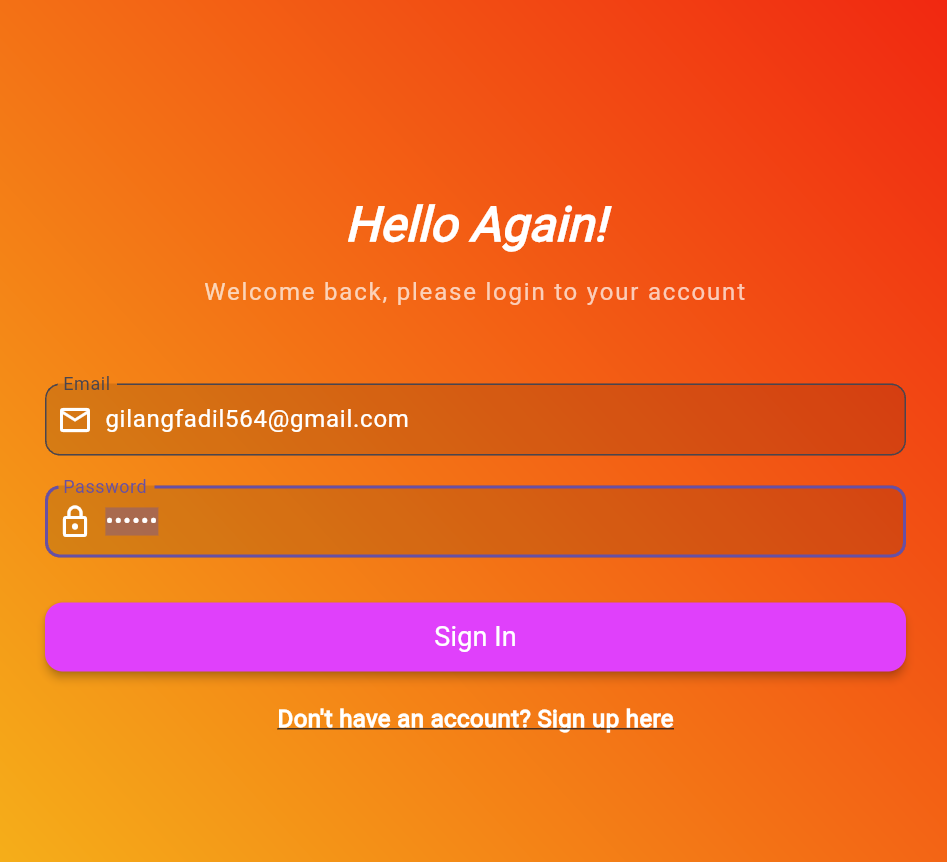 Hello Again!
Welcome back, please login to your account
Email
gilangfadil564@gmail.com
Password
••••••
Sign In
Don't have an account? Sign up here